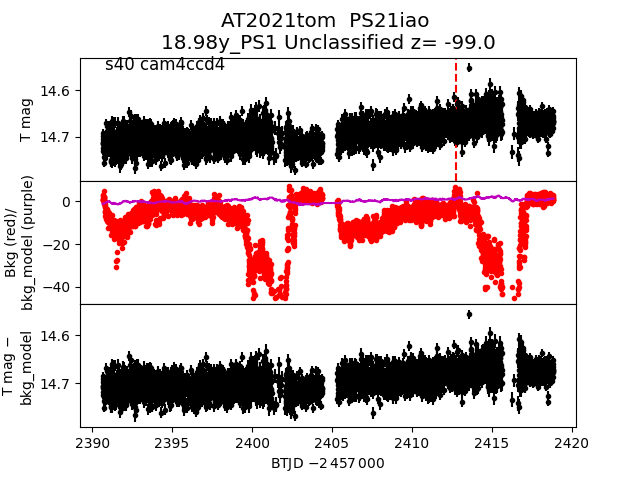 AT2021tom  PS21iao
18.98y_PS1 Unclassified z= -99.0
s40 cam4ccd4
T mag
14.6
14.7
Bkg (red)/
bkg_model (purple)
0
−20
−40
T mag −
bkg_model
14.6
14.7
2390 2395 2400 2405 2410 2415 2420
BTJD −2 457 000